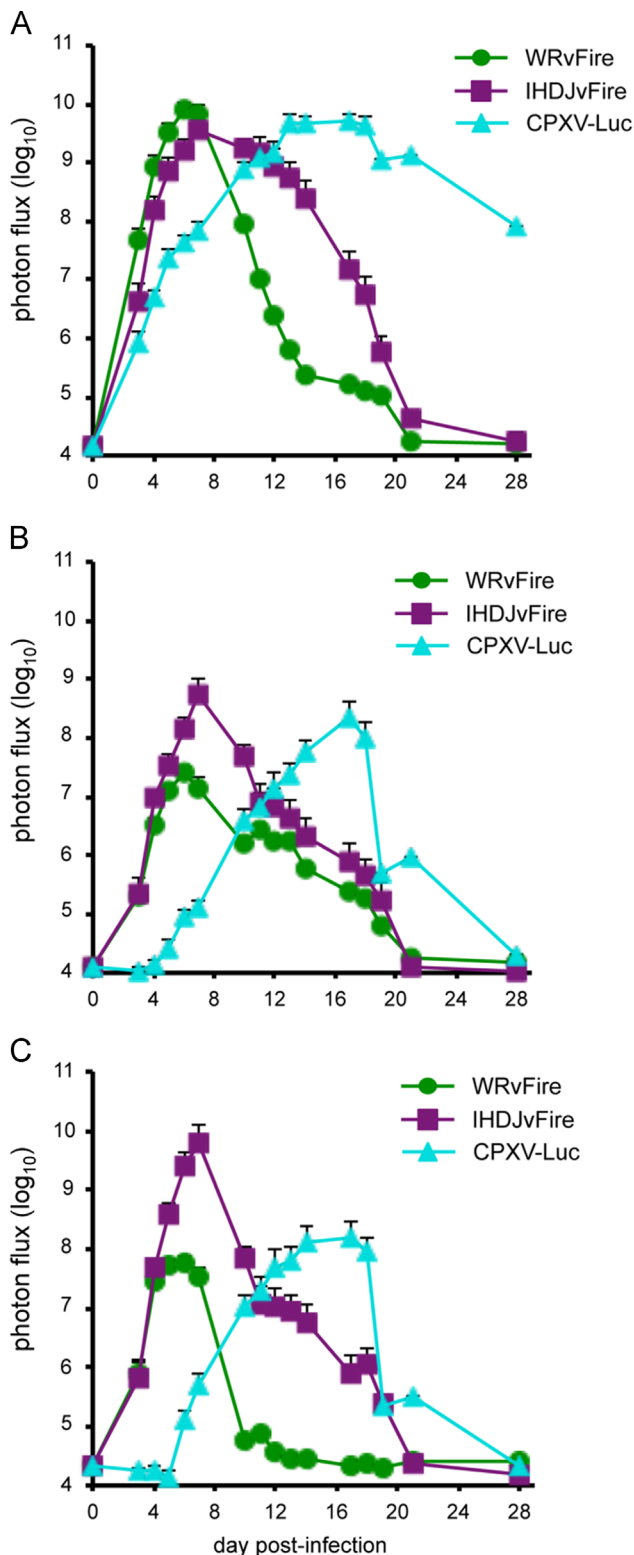 A
11
10
9
8
7
6
5
4
photon flux (log10)
WRvFire
IHDJvFire
CPXV-Luc
0 4 8 12 16 20 24 28
B
11
10
9
8
7
6
5
4
photon flux (log10)
WRvFire
IHDJvFire
CPXV-Luc
0 4 8 12 16 20 24 28
C
11
10
9
8
7
6
5
4
photon flux (log10)
WRvFire
IHDJvFire
CPXV-Luc
0 4 8 12 16 20 24 28
day post-infection